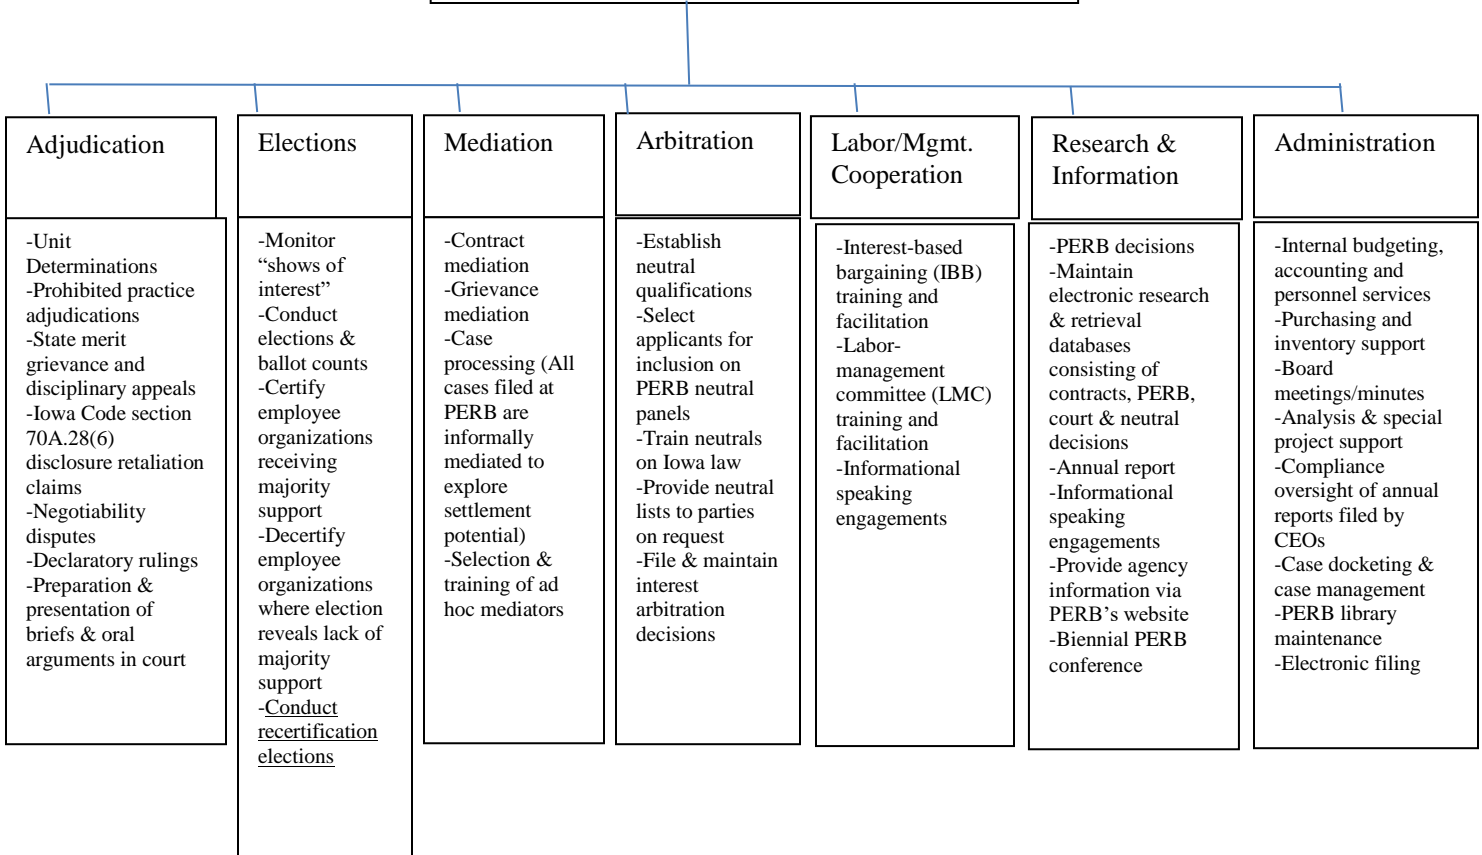 Adjudication
-Unit
Determinations
-Prohibited practice
adjudications
-State merit
grievance and
disciplinary appeals
-Iowa Code section
70A.28(6)
disclosure retaliation
claims
-Negotiability
disputes
-Declaratory rulings
-Preparation &
presentation of
briefs & oral
arguments in court
Elections
-Monitor
“shows of
interest”
-Conduct
elections &
ballot counts
-Certify
employee
organizations
receiving
majority
support
-Decertify
employee
organizations
where election
reveals lack of
majority
support
-Conduct
recertification
elections
Mediation
-Contract
mediation
-Grievance
mediation
-Case
processing (All
cases filed at
PERB are
informally
mediated to
explore
settlement
potential)
-Selection &
training of ad
hoc mediators
Arbitration
-Establish
neutral
qualifications
-Select
applicants for
inclusion on
PERB neutral
panels
-Train neutrals
on Iowa law
-Provide neutral
lists to parties
on request
-File & maintain
interest
arbitration
decisions
Labor/Mgmt.
Cooperation
-Interest-based
bargaining (IBB)
training and
facilitation
-Labor-
management
committee (LMC)
training and
facilitation
-Informational
speaking
engagements
Research &
Information
-PERB decisions
-Maintain
electronic research
& retrieval
databases
consisting of
contracts, PERB,
court & neutral
decisions
-Annual report
-Informational
speaking
engagements
-Provide agency
information via
PERB’s website
-Biennial PERB
conference
Administration
-Internal budgeting,
accounting and
personnel services
-Purchasing and
inventory support
-Board
meetings/minutes
-Analysis & special
project support
-Compliance
oversight of annual
reports filed by
CEOs
-Case docketing &
case management
-PERB library
maintenance
-Electronic filing